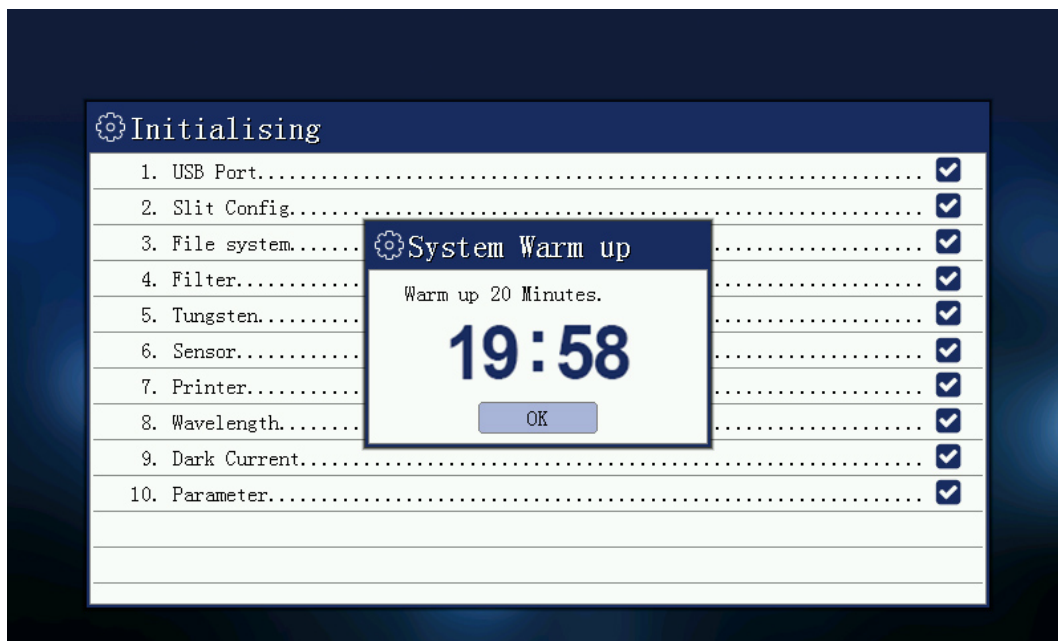 Initialising
1. USB Port..............................................................
2. Slit Config...........................................................
3. File system.......
System Warm up
....................
4. Filter............
Warm up 20 Minutes.
....................
5. Tungsten..........
19:58
....................
6. Sensor............
....................
7. Printer...........
....................
8. Wavelength........
OK
....................
9. Dark Current..........................................................
10. Parameter.............................................................